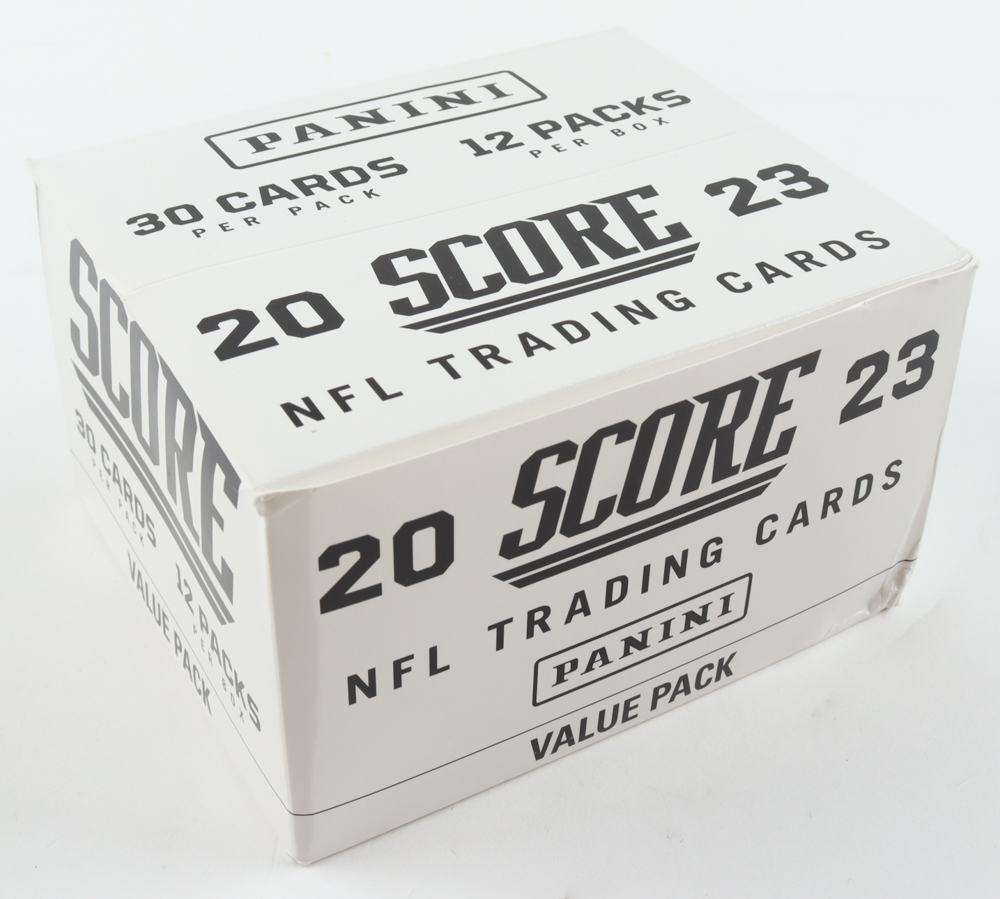 PANINI
30 CARDS
PER PACK
12 PACKS
PER BOX
20 SCORE 23
NFL TRADING CARDS
SCORE
30 CARDS
PER PACK
12 PACKS
PER BOX
VALUE PACK
20 SCORE 23
NFL TRADING CARDS
PANINI
VALUE PACK